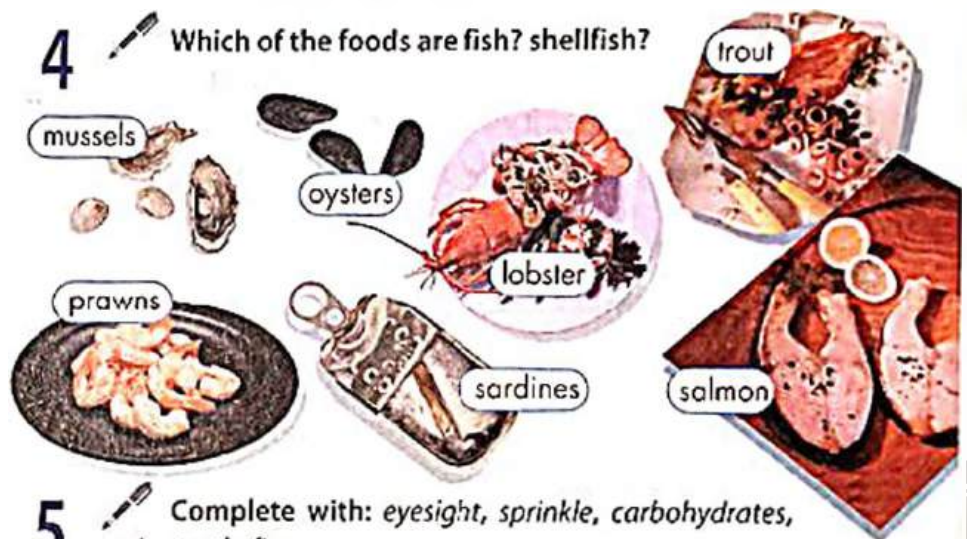 4 Which of the foods are fish? shellfish?
trout
mussels
oysters
lobster
prawns
sardines
salmon
5 Complete with: eyesight, sprinkle, carbohydrates,